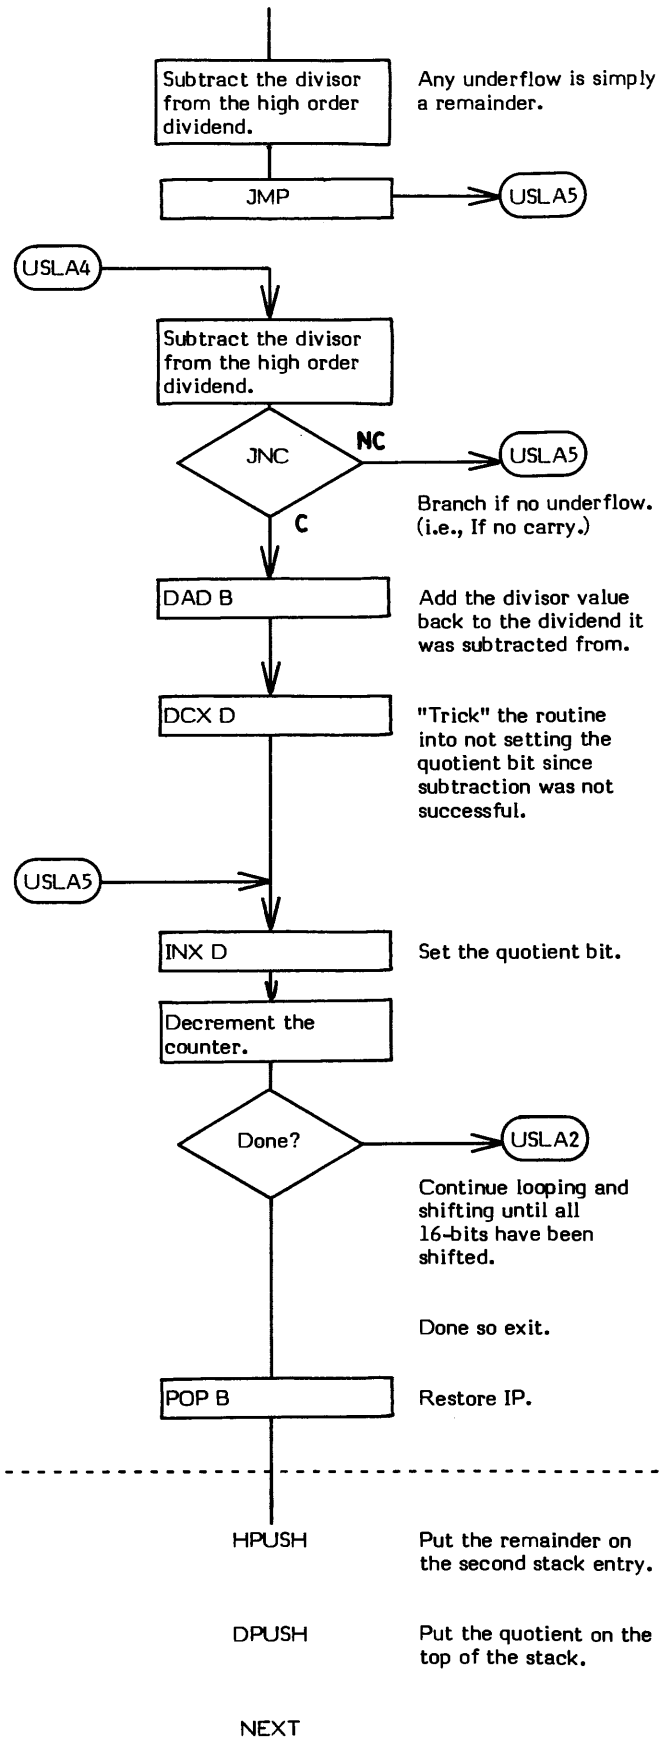 Subtract the divisor
from the high order
dividend.
Any underflow is simply
a remainder.
JMP
USLA5
USLA4
Subtract the divisor
from the high order
dividend.
JNC
NC
USLA5
C
Branch if no underflow.
(i.e., If no carry.)
DAD B
Add the divisor value
back to the dividend it
was subtracted from.
DCX D
"Trick" the routine
into not setting the
quotient bit since
subtraction was not
successful.
USLA5
INX D
Set the quotient bit.
Decrement the
counter.
Done?
USLA2
Continue looping and
shifting until all
16-bits have been
shifted.
Done so exit.
POP B
Restore IP.
HPUSH
Put the remainder on
the second stack entry.
DPUSH
Put the quotient on the
top of the stack.
NEXT